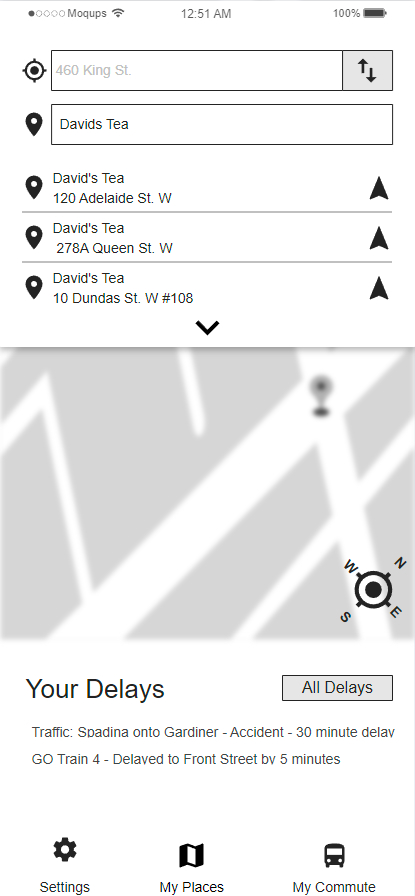 Moqups 12:51 AM 100%
460 King St.
Davids Tea
David's Tea
120 Adelaide St. W
David's Tea
278A Queen St. W
David's Tea
10 Dundas St. W #108
W N
S E
Your Delays All Delays
Traffic: Spadina onto Gardiner - Accident - 30 minute delay
GO Train 4 - Delayed to Front Street by 5 minutes
Settings My Places My Commute